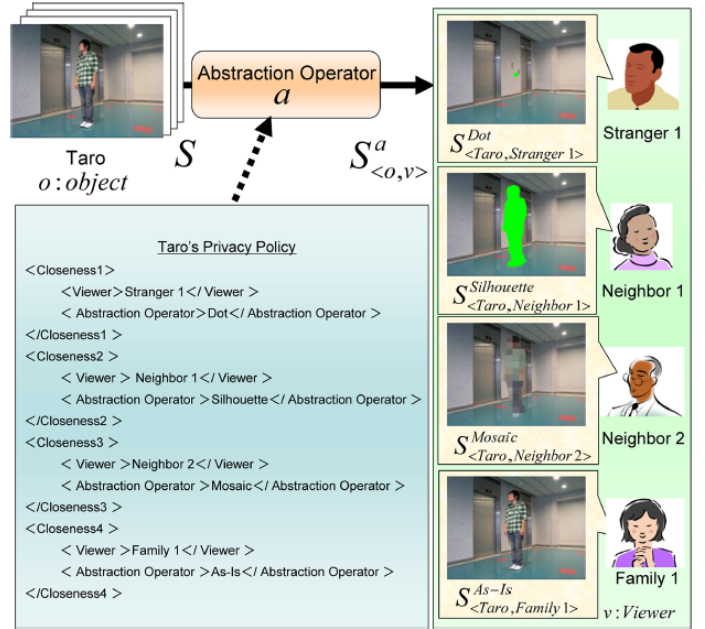 Abstraction Operator
a
Taro
o : object
S
S^a_{<o,v>}
Taro's Privacy Policy
<Closeness1>
<Viewer>Stranger 1</ Viewer >
< Abstraction Operator>Dot</ Abstraction Operator >
</Closeness1 >
<Closeness2>
< Viewer > Neighbor 1</ Viewer >
< Abstraction Operator >Silhouette</ Abstraction Operator >
</Closeness2 >
<Closeness3 >
< Viewer >Neighbor 2</ Viewer >
< Abstraction Operator >Mosaic</ Abstraction Operator >
</Closeness3 >
<Closeness4 >
< Viewer >Family 1</ Viewer >
< Abstraction Operator >As-Is</ Abstraction Operator >
</Closeness4 >
S^{Dot}_{<Taro,Stranger 1>}
Stranger 1
S^{Silhouette}_{<Taro,Neighbor 1>}
Neighbor 1
S^{Mosaic}_{<Taro,Neighbor 2>}
Neighbor 2
S^{As-Is}_{<Taro,Family 1>}
Family 1
v : Viewer